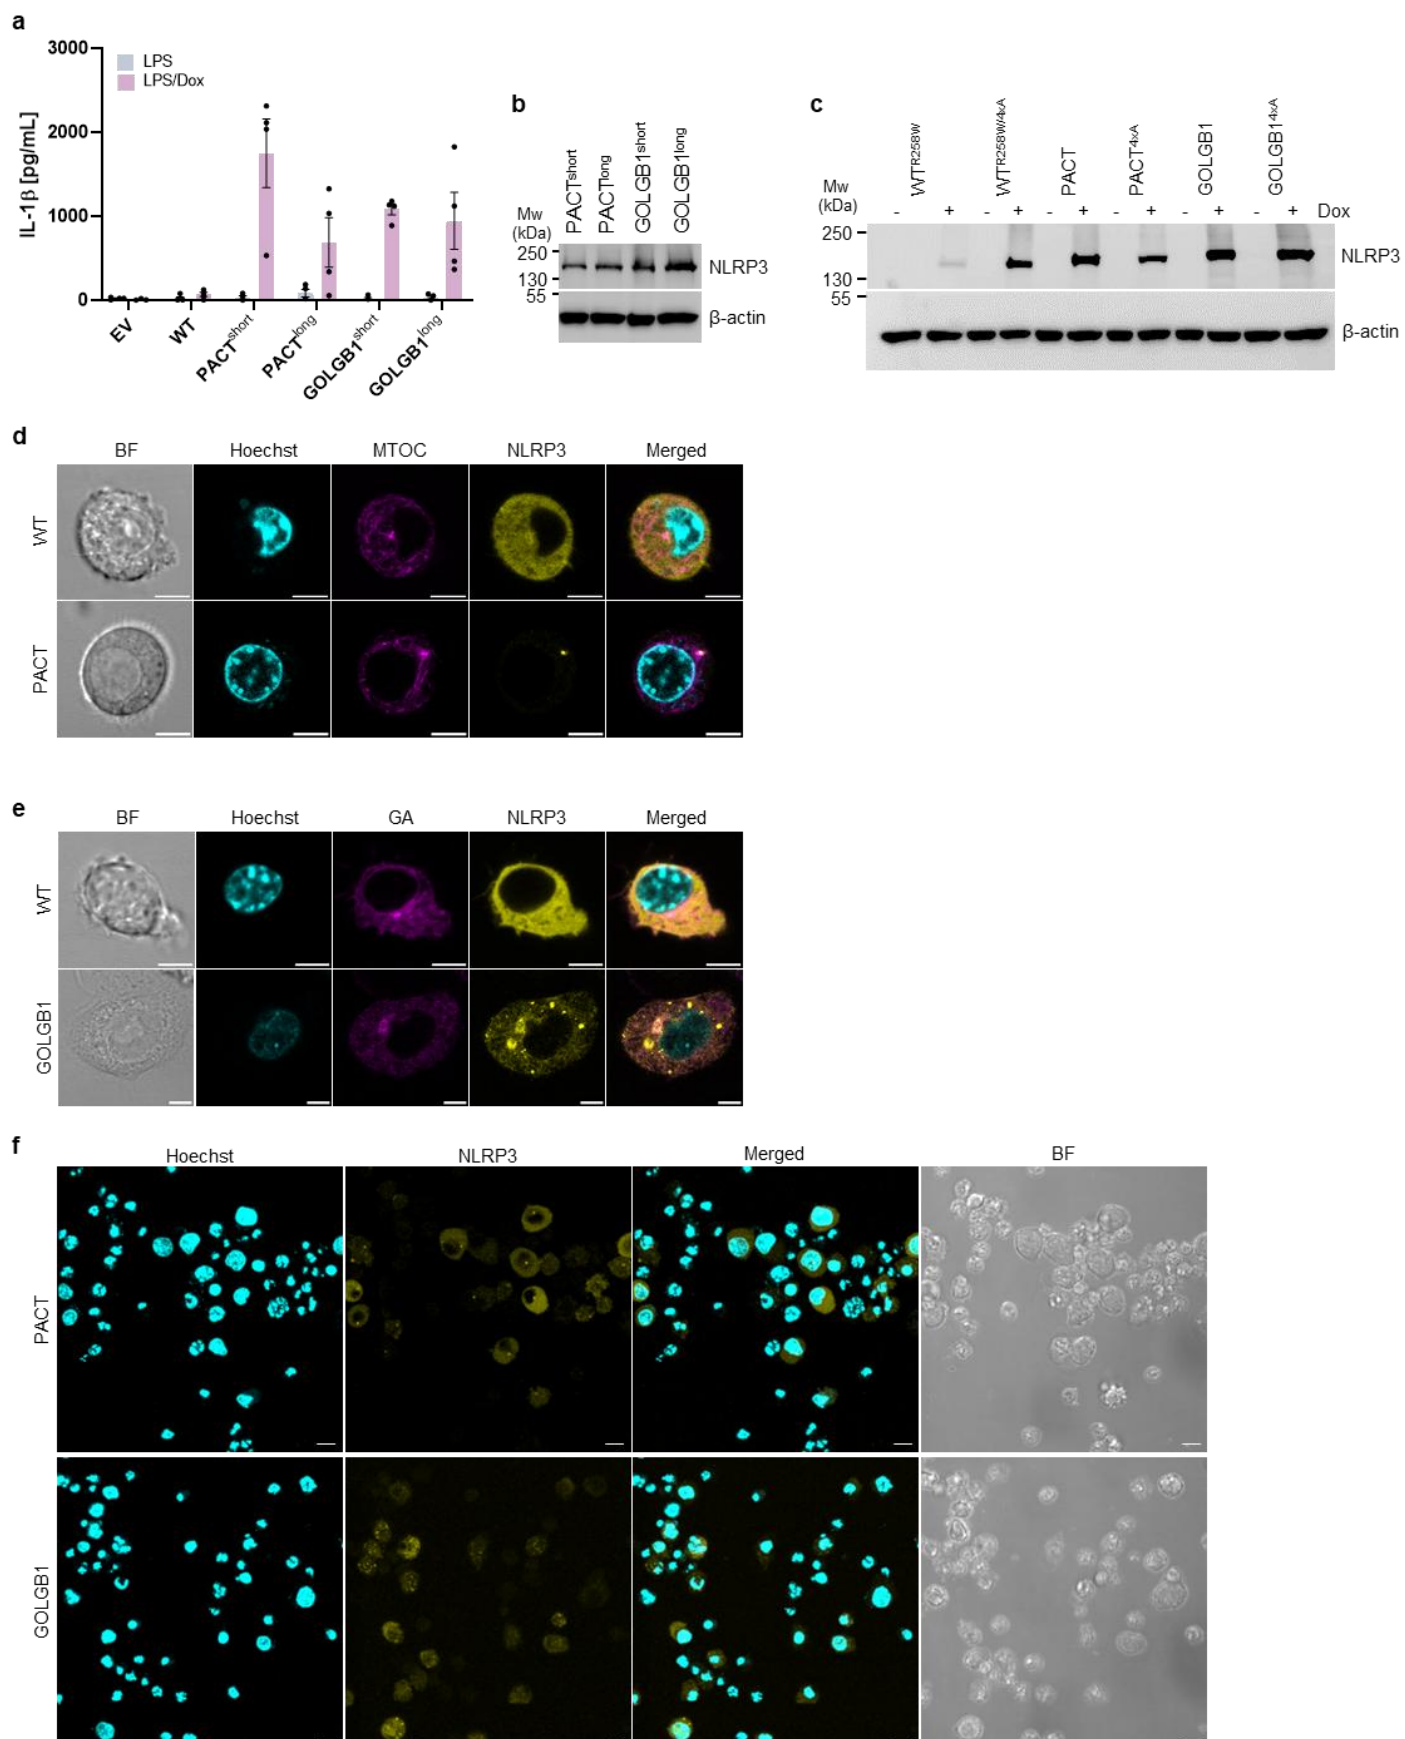 a
3000
2000
1000
0
IL-1β [pg/mL]
LPS
LPS/Dox
EV
WT
PACTshort
PACTlong
GOLGB1short
GOLGB1long
b
PACTshort
PACTlong
GOLGB1short
GOLGB1long
Mw
(kDa)
250
130
55
NLRP3
β-actin
c
WTR258W
WTR258W/4xA
PACT
PACT4xA
GOLGB1
GOLGB14xA
Mw
(kDa)
- + - + - + - + - + - + Dox
250
130
55
NLRP3
β-actin
d
BF Hoechst MTOC NLRP3 Merged
WT
PACT
e
BF Hoechst GA NLRP3 Merged
WT
GOLGB1
f
Hoechst NLRP3 Merged BF
PACT
GOLGB1